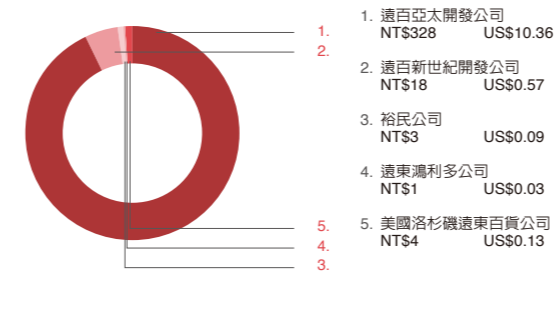 1.
2.
5.
4.
3.
1. 遠百亞太開發公司
NT$328 US$10.36
2. 遠百新世紀開發公司
NT$18 US$0.57
3. 裕民公司
NT$3 US$0.09
4. 遠東鴻利多公司
NT$1 US$0.03
5. 美國洛杉磯遠東百貨公司
NT$4 US$0.13